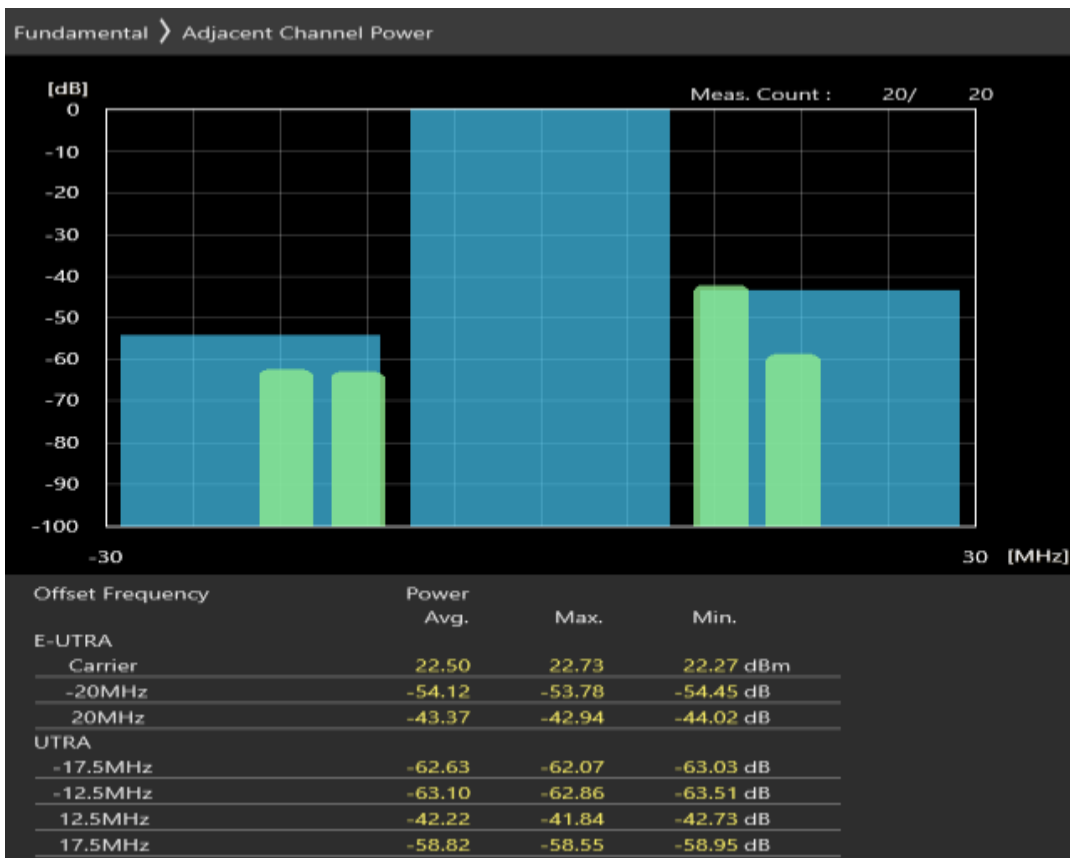 Fundamental 〉 Adjacent Channel Power
[dB]
Meas. Count : 20/ 20
0
-10
-20
-30
-40
-50
-60
-70
-80
-90
-100
-30 30 [MHz]
Offset Frequency Power
Avg. Max. Min.
E-UTRA
Carrier 22.50 22.73 22.27 dBm
-20MHz -54.12 -53.78 -54.45 dB
20MHz -43.37 -42.94 -44.02 dB
UTRA
-17.5MHz -62.63 -62.07 -63.03 dB
-12.5MHz -63.10 -62.86 -63.51 dB
12.5MHz -42.22 -41.84 -42.73 dB
17.5MHz -58.82 -58.55 -58.95 dB